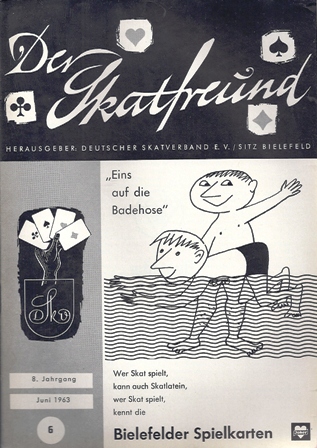 Der
Skatfreund
HERAUSGEBER: DEUTSCHER SKATVERBAND E.V./SITZ BIELEFELD
„Eins
auf die
Badehose“
DSkV
8. Jahrgang
Juni 1963
6
Wer Skat spielt,
kann auch Skatlatein,
wer Skat spielt,
kennt die
Bielefelder Spielkarten